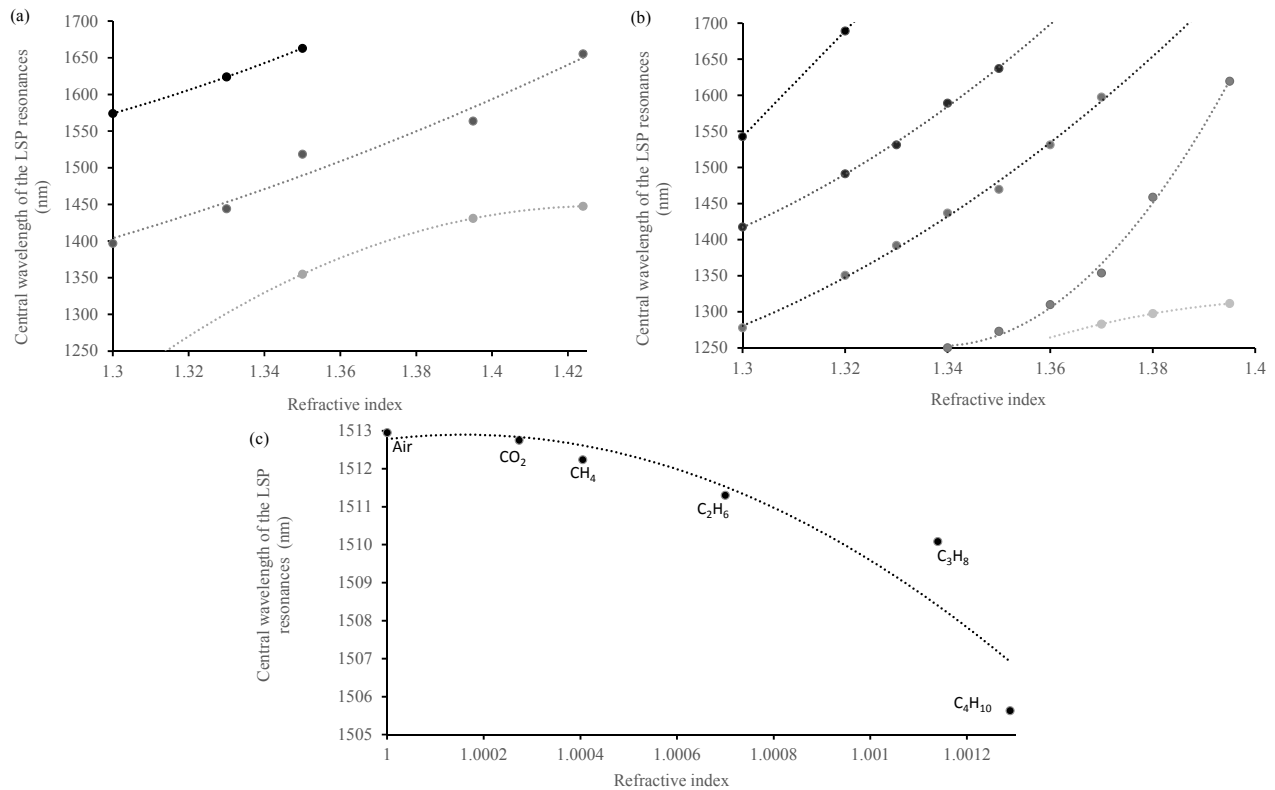 (a)
Central wavelength of the LSP resonances
(nm)
1700
1650
1600
1550
1500
1450
1400
1350
1300
1250
1.3
1.32
1.34
1.36
1.38
1.4
1.42
Refractive index
(b)
Central wavelength of the LSP resonances
(nm)
1700
1650
1600
1550
1500
1450
1400
1350
1300
1250
1.3
1.32
1.34
1.36
1.38
1.4
Refractive index
(c)
Central wavelength of the LSP
resonances (nm)
1513
1512
1511
1510
1509
1508
1507
1506
1505
Air
CO₂
CH₄
C₂H₆
C₃H₈
C₄H₁₀
1
1.0002
1.0004
1.0006
1.0008
1.001
1.0012
Refractive index